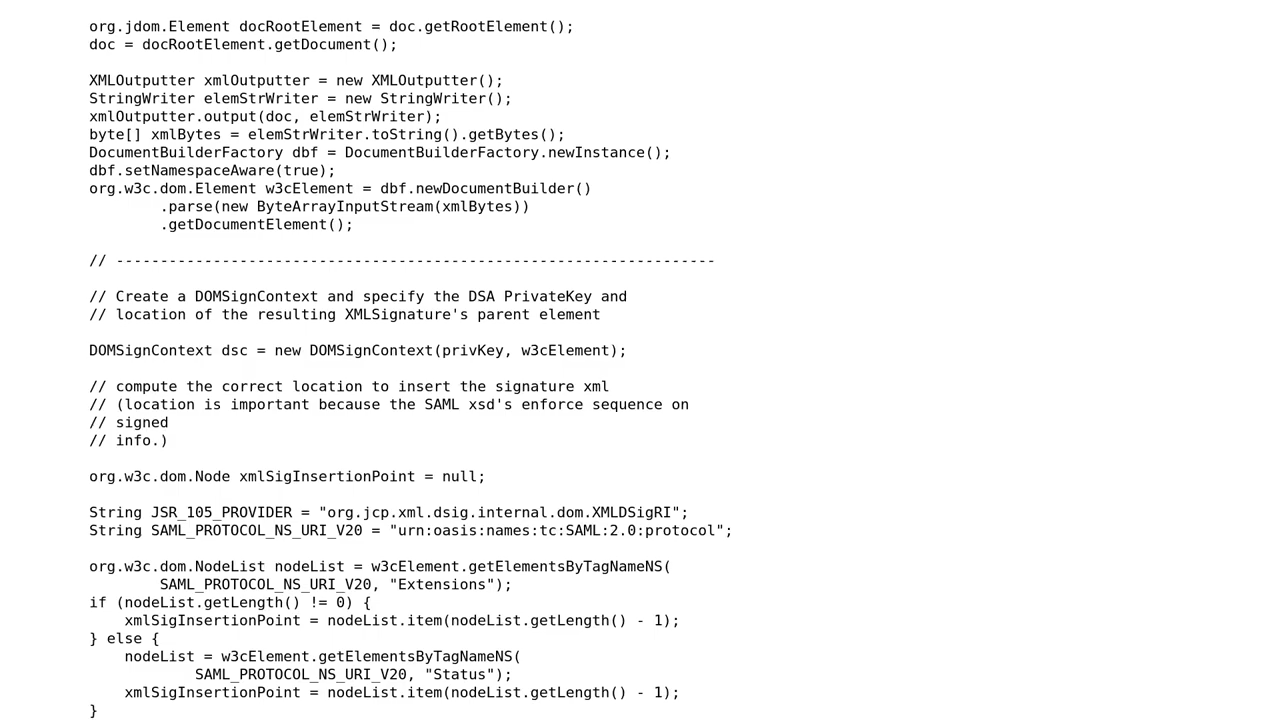 org.jdom.Element docRootElement = doc.getRootElement();
doc = docRootElement.getDocument();

XMLOutputter xmlOutputter = new XMLOutputter();
StringWriter elemStrWriter = new StringWriter();
xmlOutputter.output(doc, elemStrWriter);
byte[] xmlBytes = elemStrWriter.toString().getBytes();
DocumentBuilderFactory dbf = DocumentBuilderFactory.newInstance();
dbf.setNamespaceAware(true);
org.w3c.dom.Element w3cElement = dbf.newDocumentBuilder()
        .parse(new ByteArrayInputStream(xmlBytes))
        .getDocumentElement();

// --------------------------------------------------------------------

// Create a DOMSignContext and specify the DSA PrivateKey and
// location of the resulting XMLSignature's parent element

DOMSignContext dsc = new DOMSignContext(privKey, w3cElement);

// compute the correct location to insert the signature xml
// (location is important because the SAML xsd's enforce sequence on
// signed
// info.)

org.w3c.dom.Node xmlSigInsertionPoint = null;

String JSR_105_PROVIDER = "org.jcp.xml.dsig.internal.dom.XMLDSigRI";
String SAML_PROTOCOL_NS_URI_V20 = "urn:oasis:names:tc:SAML:2.0:protocol";

org.w3c.dom.NodeList nodeList = w3cElement.getElementsByTagNameNS(
        SAML_PROTOCOL_NS_URI_V20, "Extensions");
if (nodeList.getLength() != 0) {
    xmlSigInsertionPoint = nodeList.item(nodeList.getLength() - 1);
} else {
    nodeList = w3cElement.getElementsByTagNameNS(
            SAML_PROTOCOL_NS_URI_V20, "Status");
    xmlSigInsertionPoint = nodeList.item(nodeList.getLength() - 1);
}